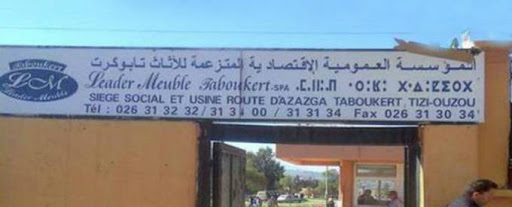 المؤسسة العمومية الإقتصادية المتزعمة للأثاث تابوكرت
Taboukert
LM
Leader Meuble
Leader Meuble Taboukert-SPA
SIEGE SOCIAL ET USINE ROUTE D'AZAZGA TABOUKERT, TIZI-OUZOU
Tél : 026 31 32 32 / 31 3 00 / 31 31 34 Fax 026 31 30 34